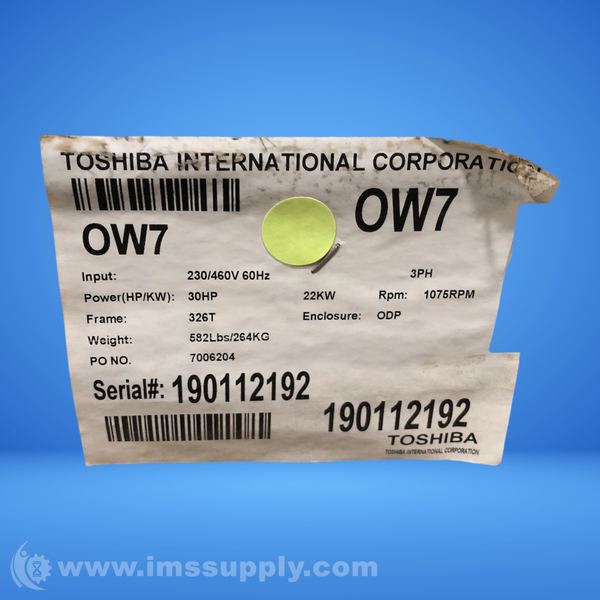 TOSHIBA INTERNATIONAL CORPORATIO
OW7
OW7
Input: 230/460V 60Hz 3PH
Power(HP/KW): 30HP 22KW Rpm: 1075RPM
Frame: 326T Enclosure: ODP
Weight: 582Lbs/264KG
PO NO. 7006204
Serial#: 190112192
190112192
TOSHIBA
TOSHIBA INTERNATIONAL CORPORATION
www.imssupply.com